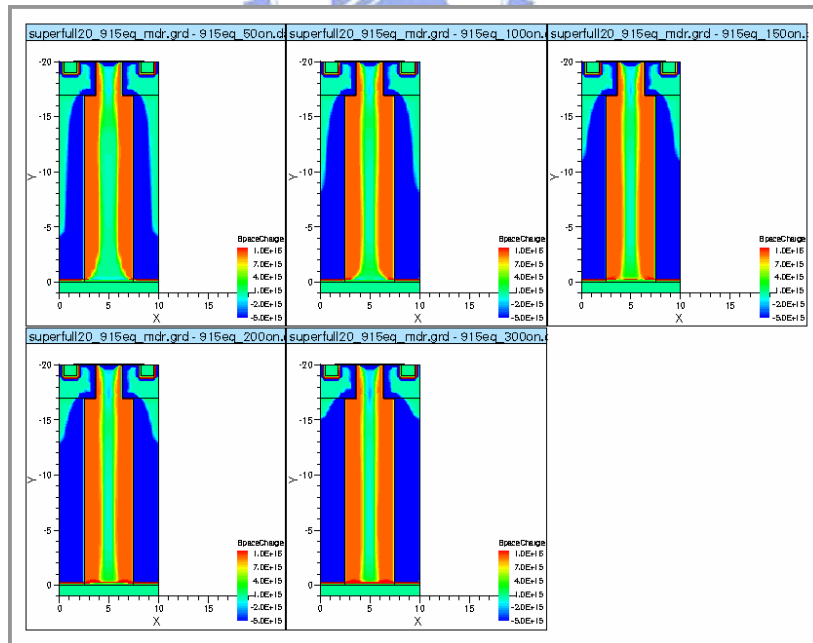 superfull20_915eq_mdr.grd - 915eq_50on.da
superfull20_915eq_mdr.grd - 915eq_100on.
superfull20_915eq_mdr.grd - 915eq_150on.
-20
-15
-10
-5
0
Y
0 5 10 15
X
SpaceCharge
1.0E+16
7.0E+15
4.0E+15
1.0E+15
-2.0E+15
-5.0E+15
-20
-15
-10
-5
0
Y
0 5 10 15
X
SpaceCharge
1.0E+16
7.0E+15
4.0E+15
1.0E+15
-2.0E+15
-5.0E+15
-20
-15
-10
-5
0
Y
0 5 10 15
X
SpaceCharge
1.0E+16
7.0E+15
4.0E+15
1.0E+15
-2.0E+15
-5.0E+15
superfull20_915eq_mdr.grd - 915eq_200on.
superfull20_915eq_mdr.grd - 915eq_300on.
-20
-15
-10
-5
0
Y
0 5 10 15
X
SpaceCharge
1.0E+16
7.0E+15
4.0E+15
1.0E+15
-2.0E+15
-5.0E+15
-20
-15
-10
-5
0
Y
0 5 10 15
X
SpaceCharge
1.0E+16
7.0E+15
4.0E+15
1.0E+15
-2.0E+15
-5.0E+15